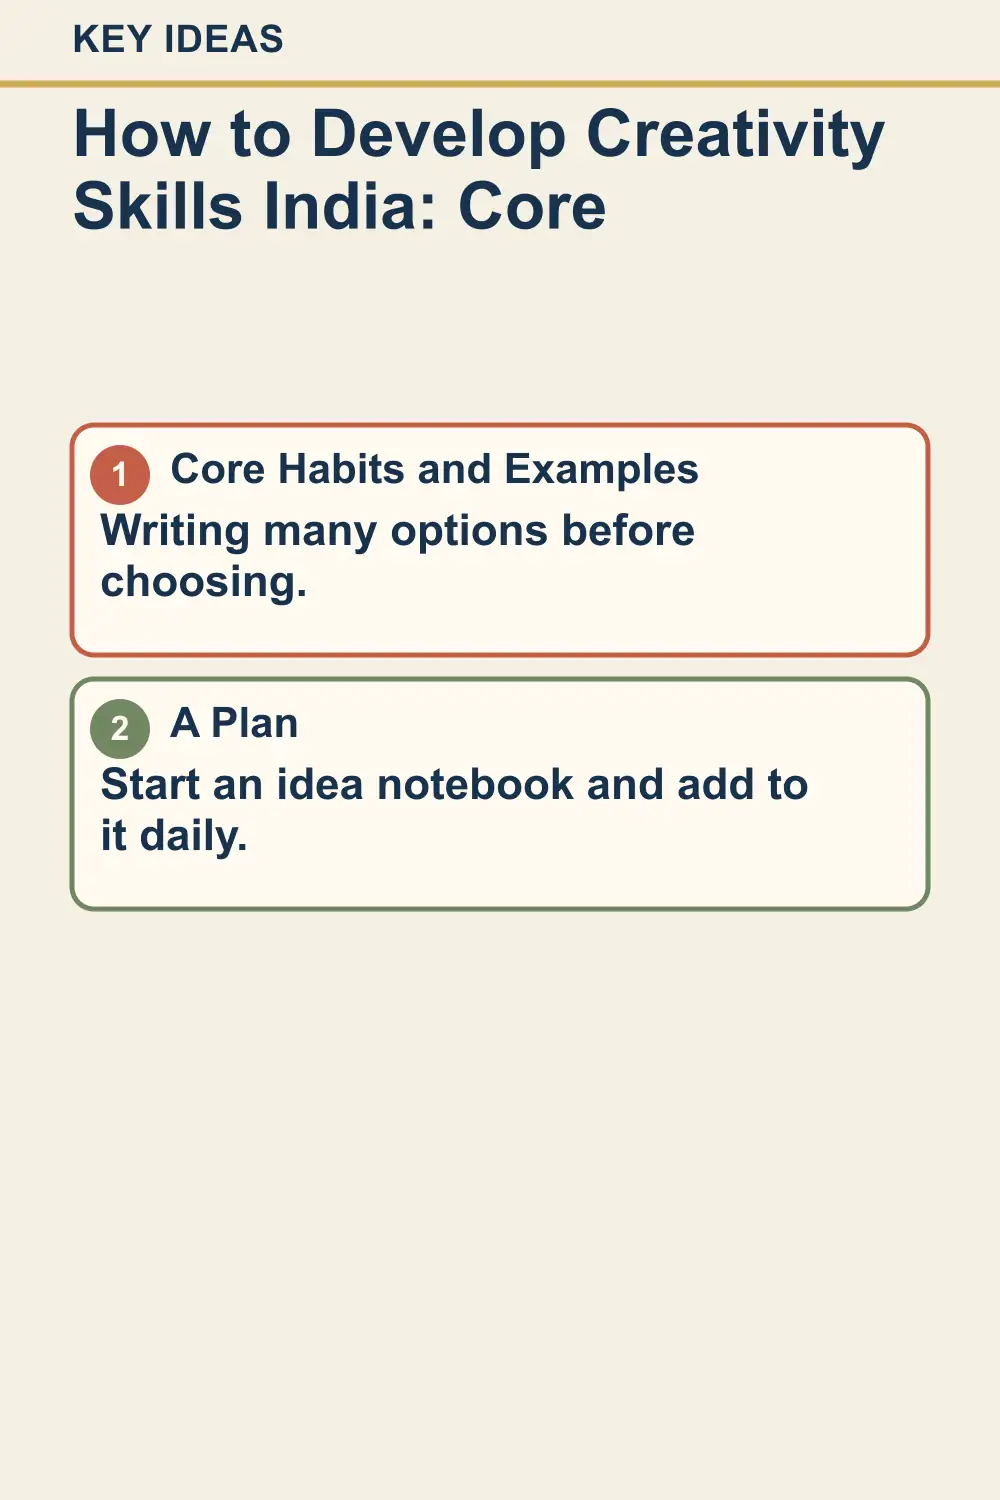 KEY IDEAS
How to Develop Creativity
Skills India: Core
1 Core Habits and Examples
Writing many options before
choosing.
2 A Plan
Start an idea notebook and add to
it daily.